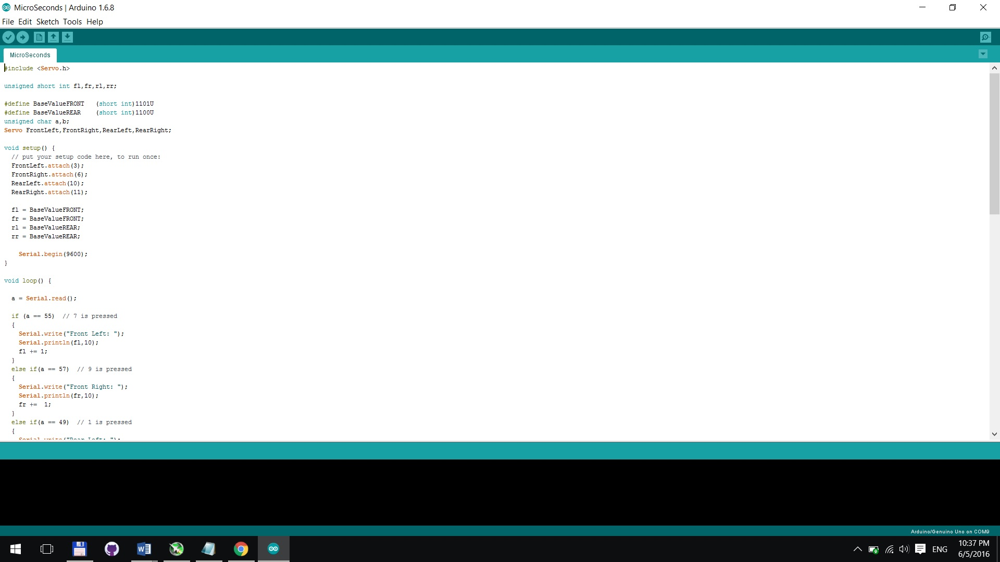 MicroSeconds | Arduino 1.6.8
File Edit Sketch Tools Help
MicroSeconds
#include <Servo.h>
unsigned short int fl,fr,rl,rr;
#define BaseValueFRONT   (short int)1101U
#define BaseValueREAR    (short int)1100U
unsigned char a,b;
Servo FrontLeft,FrontRight,RearLeft,RearRight;
void setup() {
  // put your setup code here, to run once:
  FrontLeft.attach(3);
  FrontRight.attach(6);
  RearLeft.attach(10);
  RearRight.attach(11);
  fl = BaseValueFRONT;
  fr = BaseValueFRONT;
  rl = BaseValueREAR;
  rr = BaseValueREAR;
    Serial.begin(9600);
}
void loop() {
  a = Serial.read();
  if (a == 55)  // 7 is pressed
  {
    Serial.write("Front Left: ");
    Serial.println(fl,10);
    fl += 1;
  }
  else if(a == 57)  // 9 is pressed
  {
    Serial.write("Front Right: ");
    Serial.println(fr,10);
    fr +=  1;
  }
  else if(a == 49)  // 1 is pressed
  {
    Serial.write("Rear Left: ");
Arduino/Genuino Uno on COM9
ENG
10:37 PM
6/5/2016